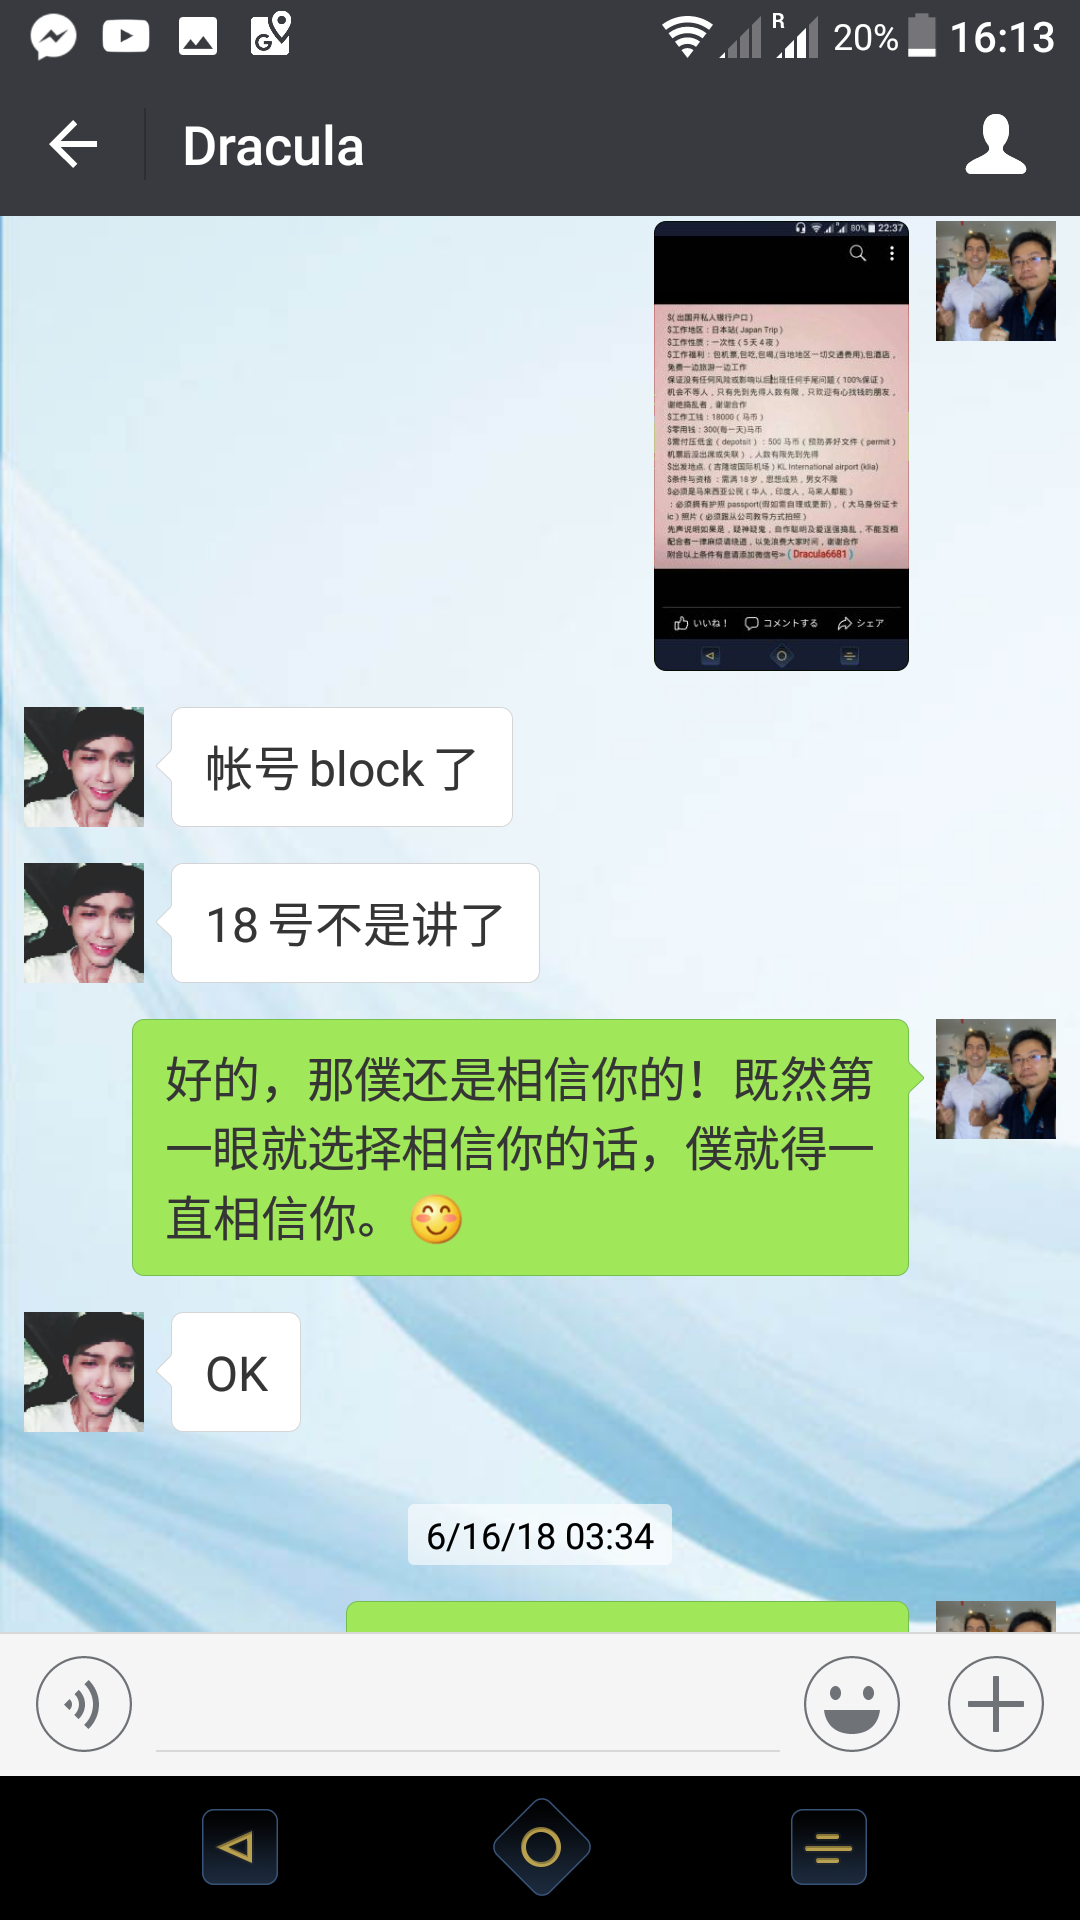 20% 16:13
Dracula
80% 22:37
$( 出国开私人银行户口 )
$工作地区：日本站( Japan Trip )
$工作性质：一次性（5 天 4 夜 ）
$工作福利：包机票,包吃,包喝,(当地地区一切交通费用),包酒店，
免费一边旅游一边工作
保证没有任何风险或影响以后出现任何手尾问题（100%保证）
机会不等人，只有先到先得人数有限，只欢迎有心找钱的朋友，
谢绝捣乱者，谢谢合作
$工作工钱：18000（ 马币 ）
$零用钱：300(每一天)马币
$需付压低金（depotsit）：500 马币（ 预防弄好文件（permit）
机票后没出席或失联），人数有限先到先得
$出发地点.（吉隆坡国际机场）KL International airport (klia)
$条件与资格 ：需满 18 岁，思想成熟，男女不限
$必须是马来西亚公民（ 华人，印度人，马来人都能）
：必须拥有护照 passport(得如需自理或更新)，（大马身份证卡
ic）照片（ 必须跟从公司教导方式拍照）
先声说明如果是，疑神疑鬼，自作聪明及爱逞强捣乱，不能互相
配合者一律麻烦请绕道，以免浪费大家时间，谢谢合作
附合以上条件有意请添加微信号≫ ( Dracula6681 )
いいね！ コメントする シェア
帐号 block 了
18 号不是讲了
好的，那僕还是相信你的！既然第
一眼就选择相信你的话，僕就得一
直相信你。😊
OK
6/16/18 03:34